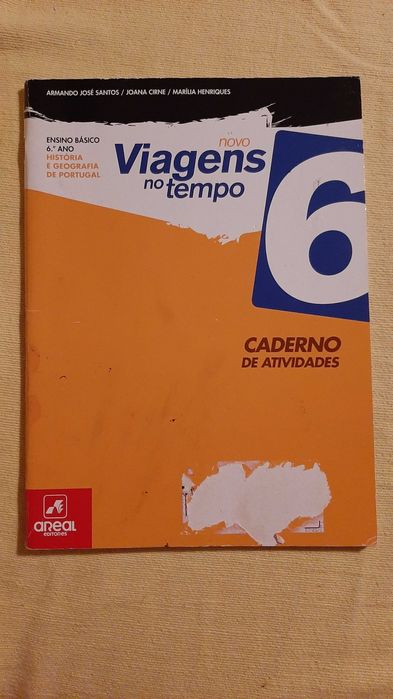 ARMANDO JOSÉ SANTOS / JOANA CIRNE / MARÍLIA HENRIQUES
ENSINO BÁSICO
6.º ANO
HISTÓRIA
E GEOGRAFIA
DE PORTUGAL
novo
Viagens
no tempo
6
CADERNO
DE ATIVIDADES
areal
EDITORES